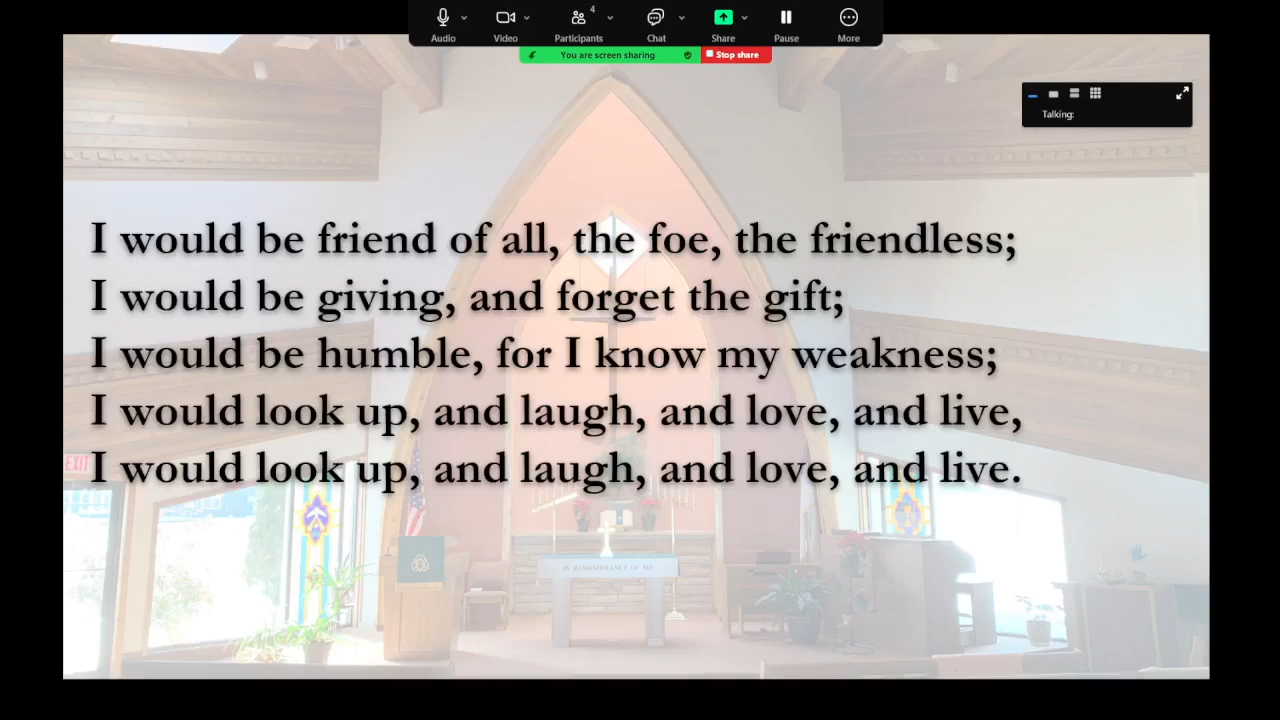 4
Audio
Video
Participants
Chat
Share
Pause
More
You are screen sharing
Stop share
Talking:
I would be friend of all, the foe, the friendless;
I would be giving, and forget the gift;
I would be humble, for I know my weakness;
I would look up, and laugh, and love, and live,
I would look up, and laugh, and love, and live.
EXIT
IN REMEMBRANCE OF ME